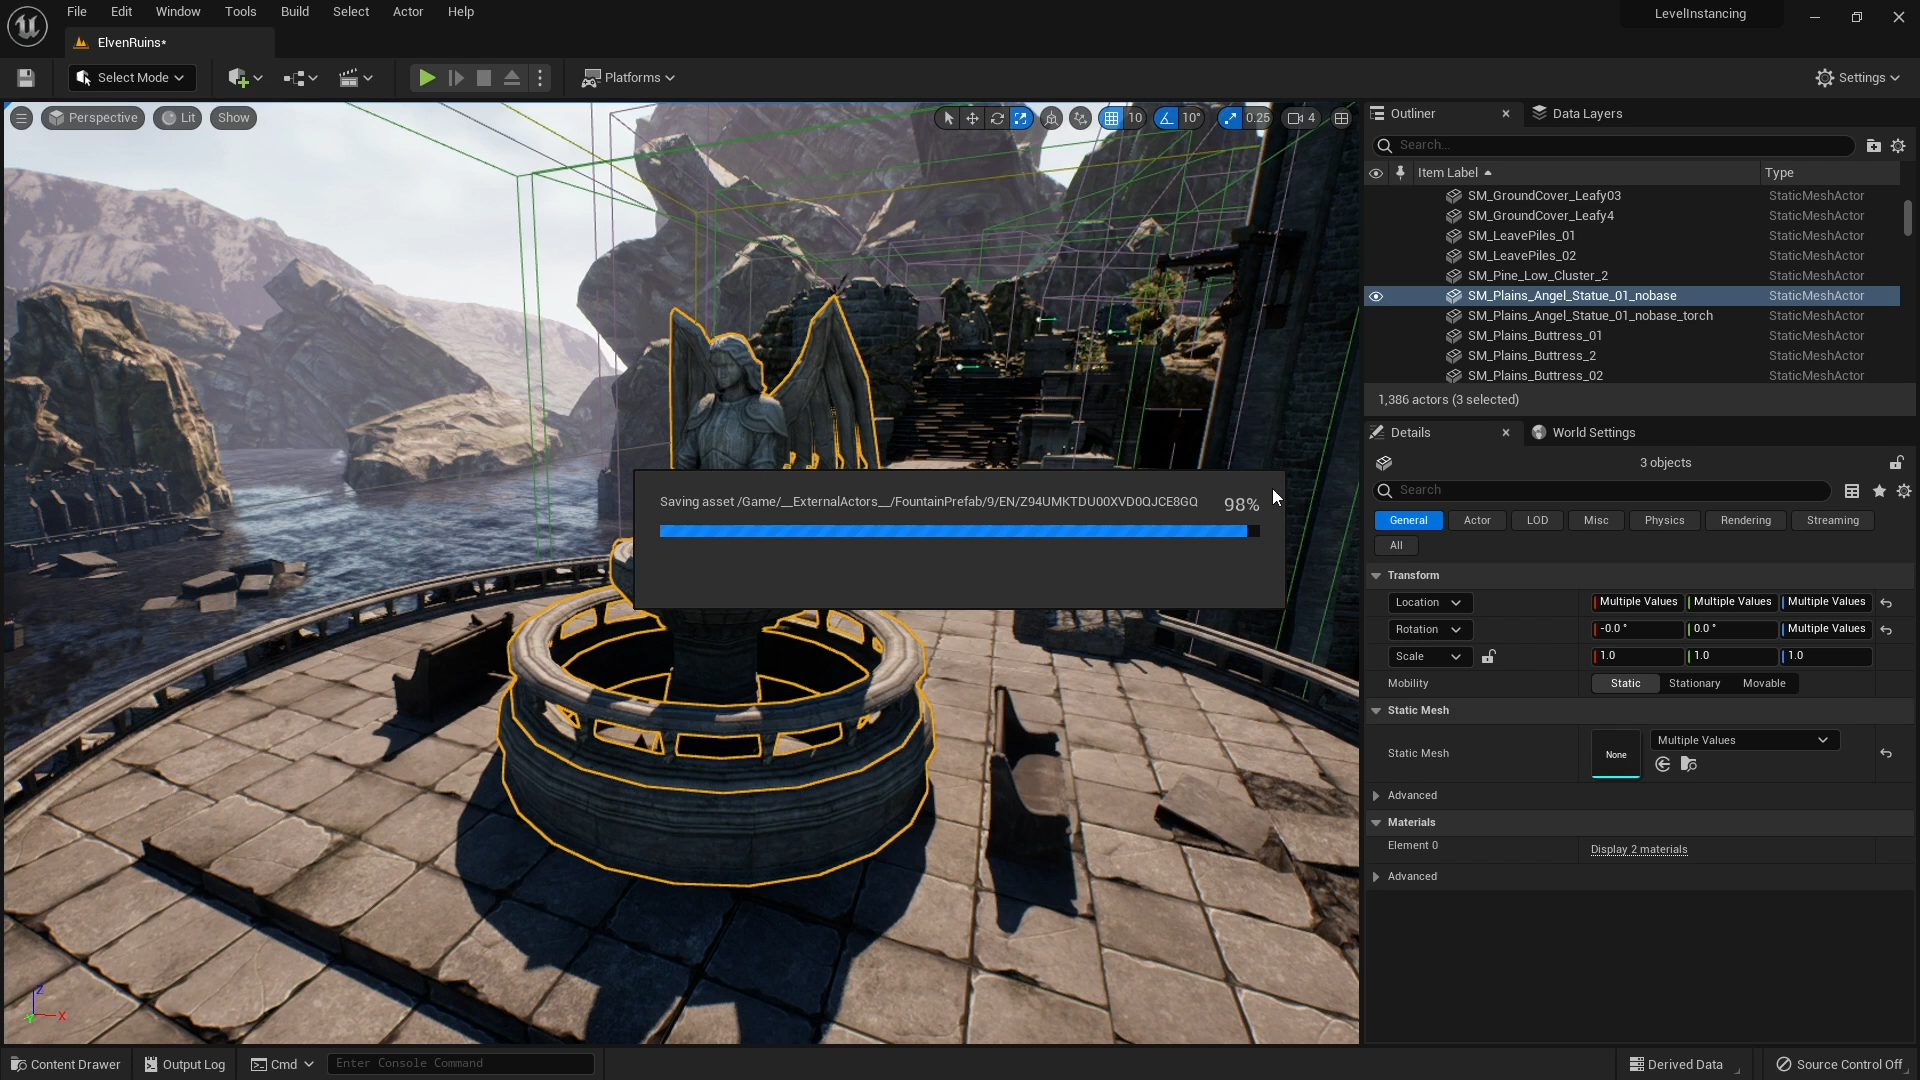 File Edit Window Tools Build Select Actor Help
LevelInstancing
ElvenRuins*
Select Mode
Platforms
Settings
Perspective Lit Show
10 10° 0.25 4
Outliner
Data Layers
Search...
Item Label Type
SM_GroundCover_Leafy03 StaticMeshActor
SM_GroundCover_Leafy4 StaticMeshActor
SM_LeavePiles_01 StaticMeshActor
SM_LeavePiles_02 StaticMeshActor
SM_Pine_Low_Cluster_2 StaticMeshActor
SM_Plains_Angel_Statue_01_nobase StaticMeshActor
SM_Plains_Angel_Statue_01_nobase_torch StaticMeshActor
SM_Plains_Buttress_01 StaticMeshActor
SM_Plains_Buttress_2 StaticMeshActor
SM_Plains_Buttress_02 StaticMeshActor
1,386 actors (3 selected)
Details
World Settings
3 objects
Search
General Actor LOD Misc Physics Rendering Streaming
All
Transform
Location Multiple Values Multiple Values Multiple Values
Rotation -0.0 ° 0.0 ° Multiple Values
Scale 1.0 1.0 1.0
Mobility Static Stationary Movable
Static Mesh
Static Mesh None Multiple Values
Advanced
Materials
Element 0 Display 2 materials
Advanced
Saving asset /Game/__ExternalActors__/FountainPrefab/9/EN/Z94UMKTDU00XVD0QJCE8GQ 98%
Z
Y
X
Content Drawer Output Log Cmd Enter Console Command
Derived Data Source Control Off